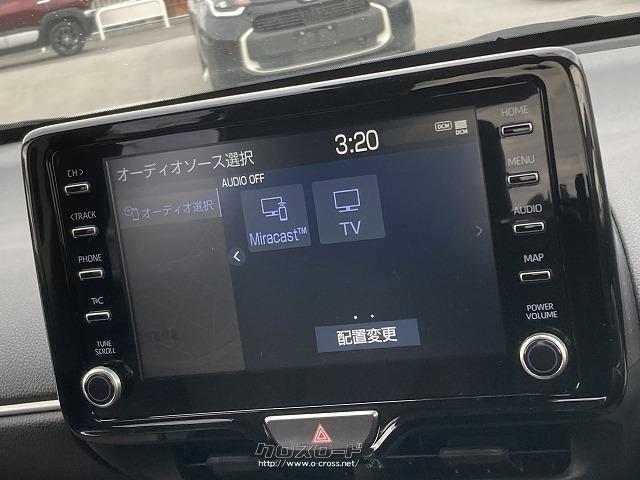 3:20
DCM
DCM
オーディオソース選択
AUDIO OFF
オーディオ選択
Miracast™
TV
配置変更
CH>
<TRACK
PHONE
TUNE
SCROLL
HOME
MENU
AUDIO
MAP
POWER
VOLUME
クロスロード
http://www.o-cross.net/